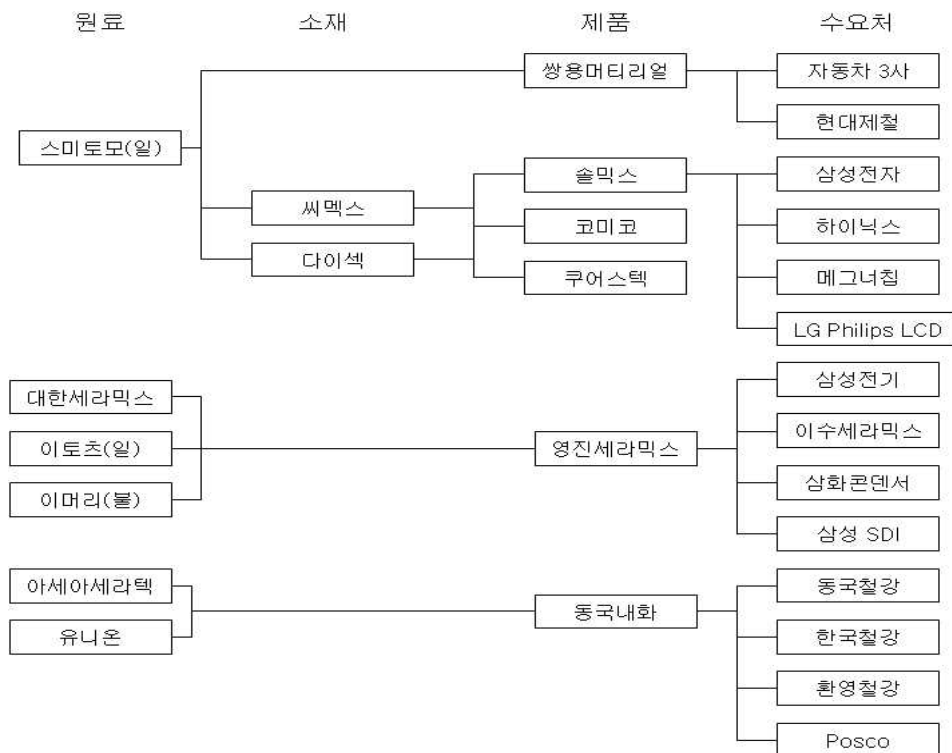 원료 소재 제품 수요처
쌍용머티리얼 자동차 3사
현대제철
스미토모(일)
솔믹스 삼성전자
씨멕스 코미코 하이닉스
다이섹 쿠어스텍 메그너칩
LG Philips LCD
삼성전기
대한세라믹스
이토츠(일) 영진세라믹스 이수세라믹스
이머리(불) 삼화콘덴서
삼성 SDI
아세아세라텍 동국철강
유니온 동국내화 한국철강
환영철강
Posco